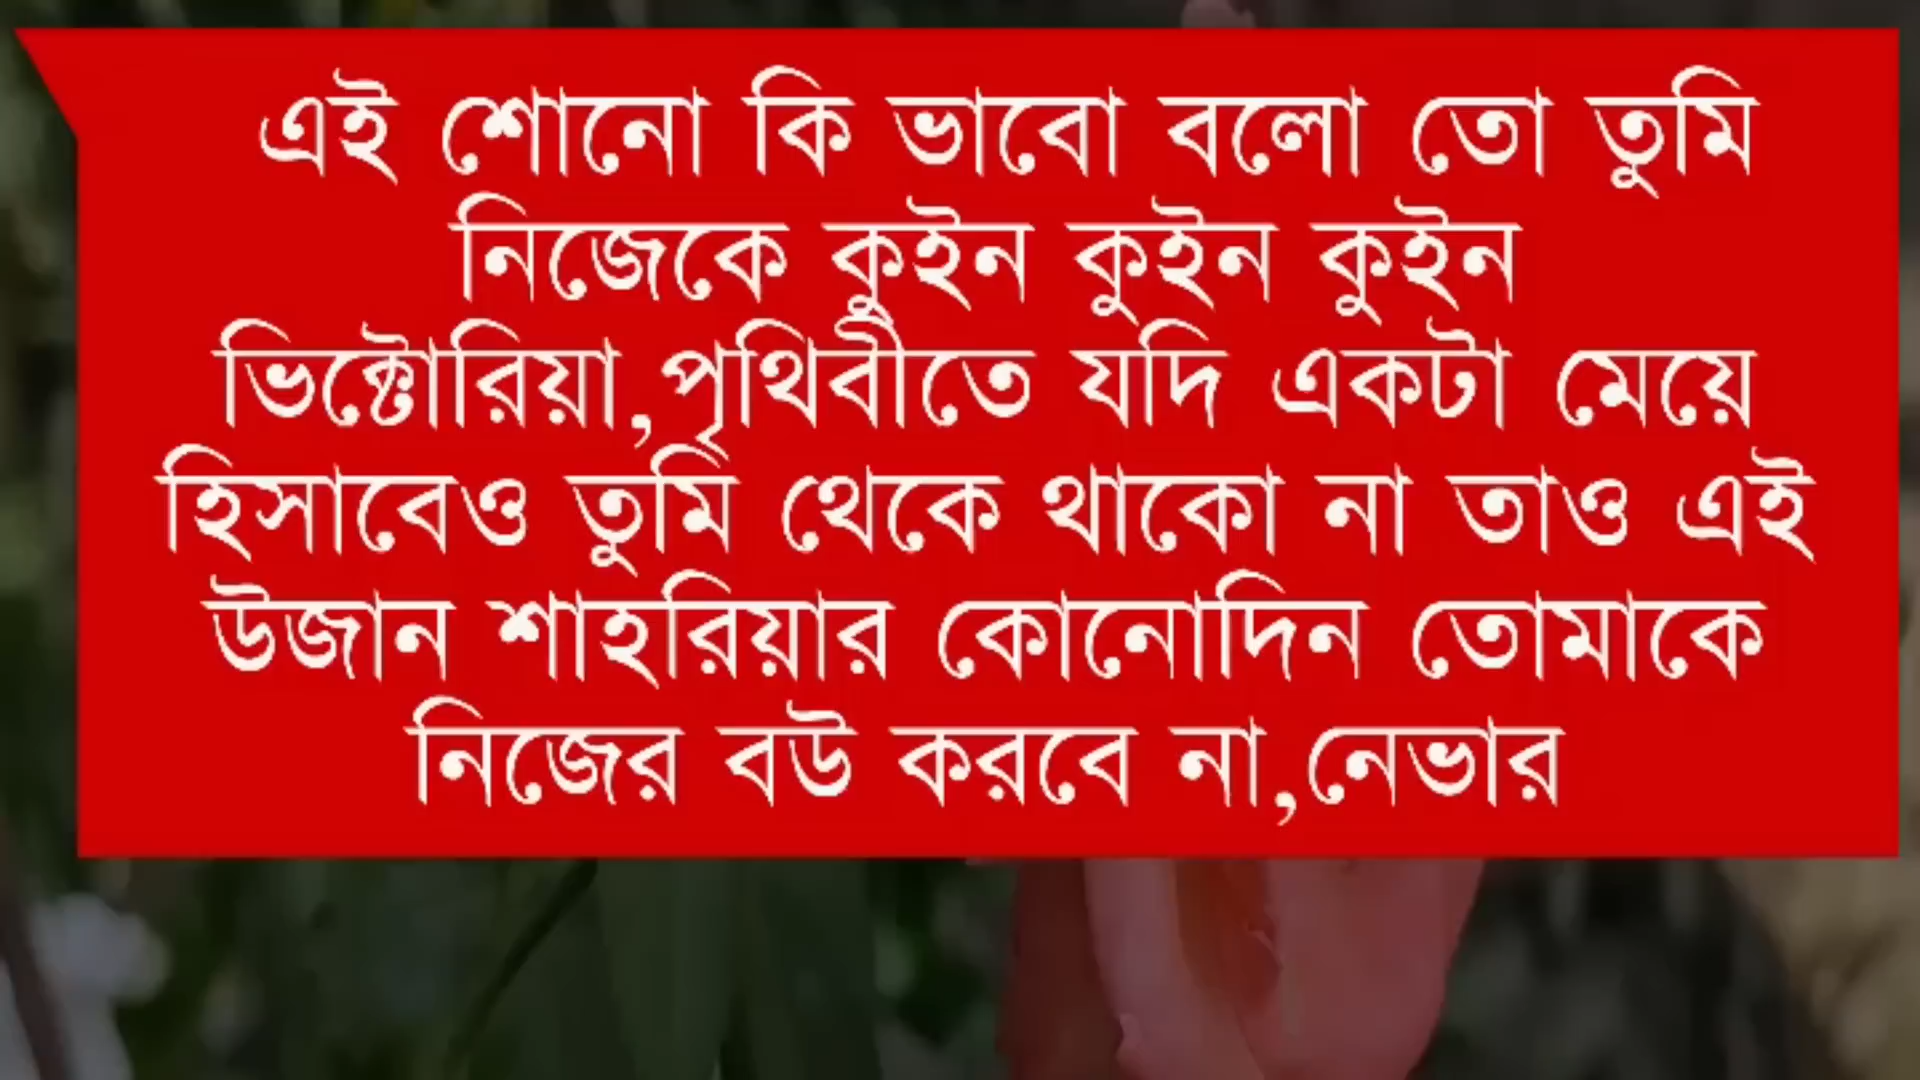 এই শোনো কি ভাবো বলো তো তুমি
নিজেকে কুইন কুইন কুইন
ভিক্টোরিয়া,পৃথিবীতে যদি একটা মেয়ে
হিসাবেও তুমি থেকে থাকো না তাও এই
উজান শাহরিয়ার কোনোদিন তোমাকে
নিজের বউ করবে না,নেভার